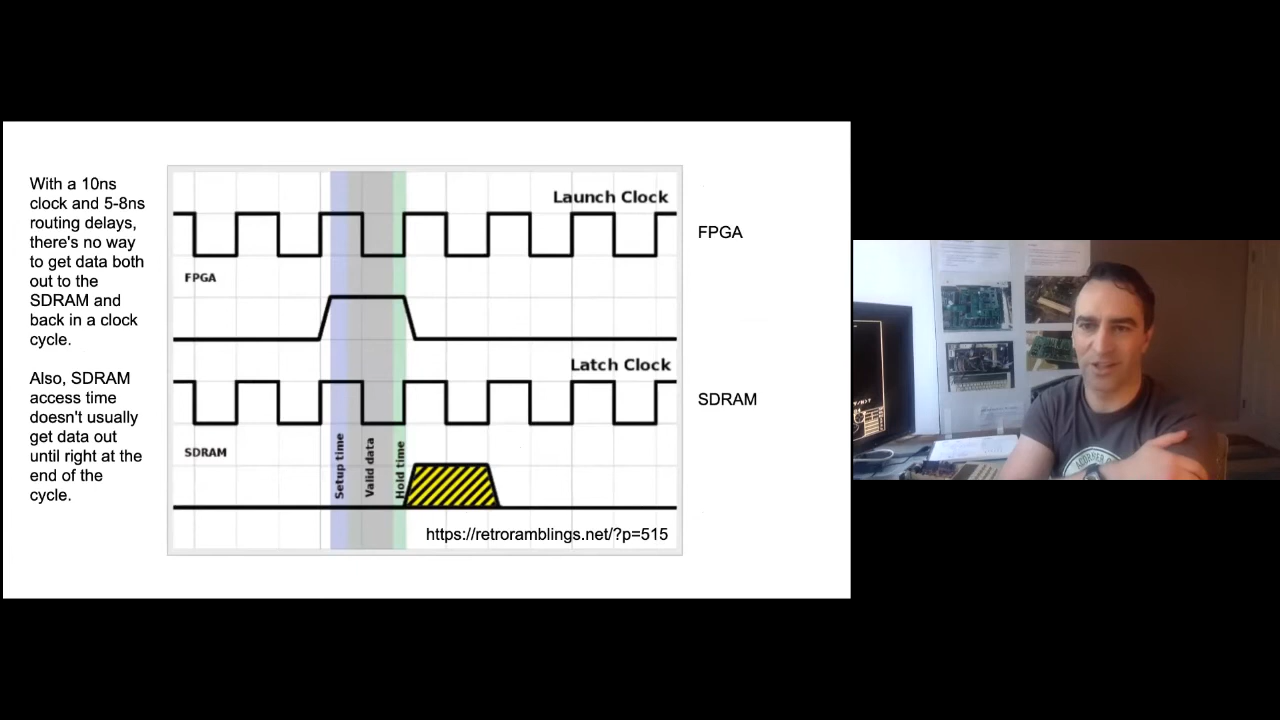 With a 10ns
clock and 5-8ns
routing delays,
there's no way
to get data both
out to the
SDRAM and
back in a clock
cycle.
Also, SDRAM
access time
doesn't usually
get data out
until right at the
end of the
cycle.
Launch Clock
FPGA
FPGA
Latch Clock
SDRAM
SDRAM
Setup time
Valid data
Hold time
https://retroramblings.net/?p=515